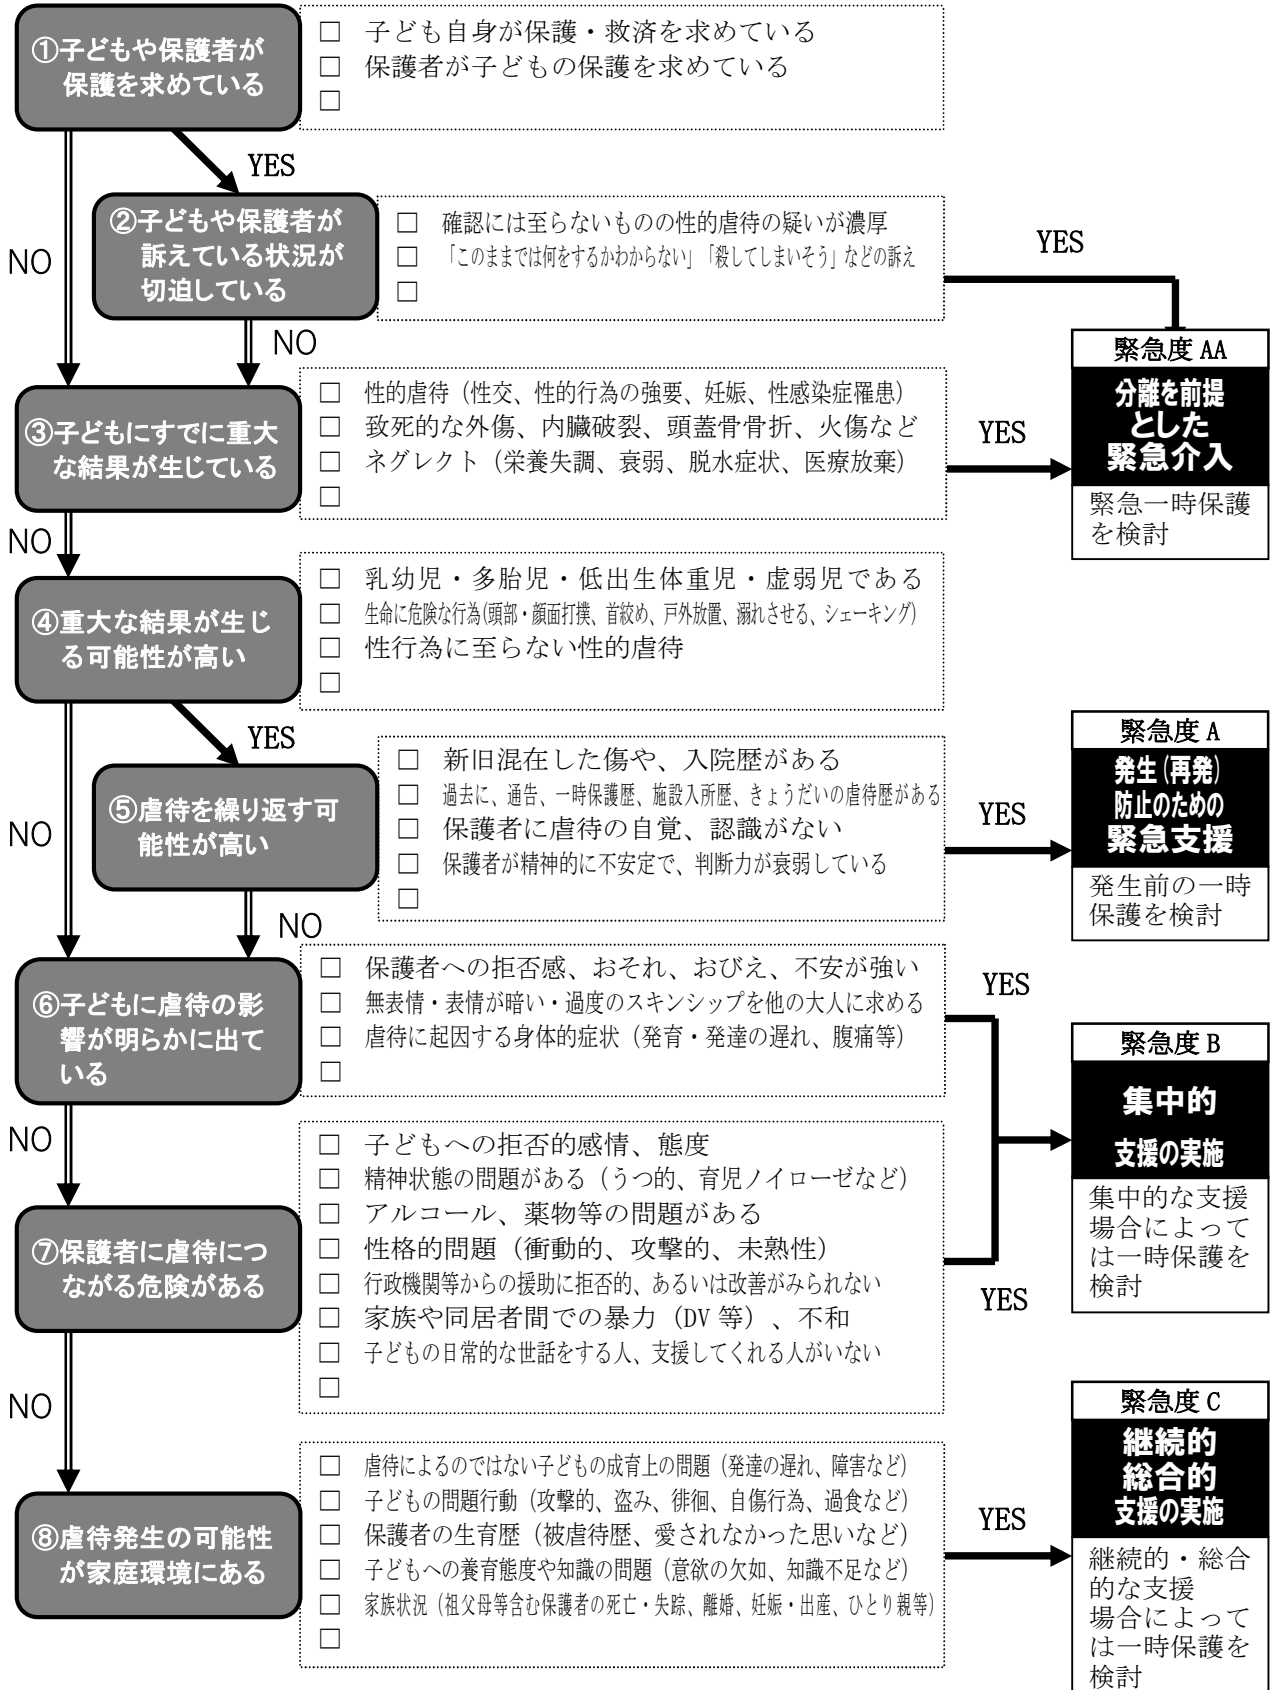 ①子どもや保護者が
保護を求めている
□ 子ども自身が保護・救済を求めている
□ 保護者が子どもの保護を求めている
□
YES
NO
②子どもや保護者が
訴えている状況が
切迫している
□ 確認には至らないものの性的虐待の疑いが濃厚
□ 「このままでは何をするかわからない」「殺してしまいそう」などの訴え
□
YES
NO
緊急度 AA
分離を前提
とした
緊急介入
緊急一時保護
を検討
③子どもにすでに重大
な結果が生じている
□ 性的虐待（性交、性的行為の強要、妊娠、性感染症罹患）
□ 致死的な外傷、内臓破裂、頭蓋骨骨折、火傷など
□ ネグレクト（栄養失調、衰弱、脱水症状、医療放棄）
□
YES
NO
④重大な結果が生じ
る可能性が高い
□ 乳幼児・多胎児・低出生体重児・虚弱児である
□ 生命に危険な行為(頭部・顔面打撲、首絞め、戸外放置、溺れさせる、シェーキング)
□ 性行為に至らない性的虐待
□
YES
NO
⑤虐待を繰り返す可
能性が高い
□ 新旧混在した傷や、入院歴がある
□ 過去に、通告、一時保護歴、施設入所歴、きょうだいの虐待歴がある
□ 保護者に虐待の自覚、認識がない
□ 保護者が精神的に不安定で、判断力が衰弱している
□
YES
NO
緊急度 A
発生(再発)
防止のための
緊急支援
発生前の一時
保護を検討
⑥子どもに虐待の影
響が明らかに出て
いる
□ 保護者への拒否感、おそれ、おびえ、不安が強い
□ 無表情・表情が暗い・過度のスキンシップを他の大人に求める
□ 虐待に起因する身体的症状（発育・発達の遅れ、腹痛等）
□
YES
NO
緊急度 B
集中的
支援の実施
集中的な支援
場合によって
は一時保護を
検討
⑦保護者に虐待につ
ながる危険がある
□ 子どもへの拒否的感情、態度
□ 精神状態の問題がある（うつ的、育児ノイローゼなど）
□ アルコール、薬物等の問題がある
□ 性格的問題（衝動的、攻撃的、未熟性）
□ 行政機関等からの援助に拒否的、あるいは改善がみられない
□ 家族や同居者間での暴力（DV 等）、不和
□ 子どもの日常的な世話をする人、支援してくれる人がいない
□
YES
NO
⑧虐待発生の可能性
が家庭環境にある
□ 虐待によるのではない子どもの成育上の問題（発達の遅れ、障害など）
□ 子どもの問題行動（攻撃的、盗み、徘徊、自傷行為、過食など）
□ 保護者の生育歴（被虐待歴、愛されなかった思いなど）
□ 子どもへの養育態度や知識の問題（意欲の欠如、知識不足など）
□ 家族状況（祖父母等含む保護者の死亡・失踪、離婚、妊娠・出産、ひとり親等）
□
YES
緊急度 C
継続的
総合的
支援の実施
継続的・総合
的な支援
場合によって
は一時保護を
検討